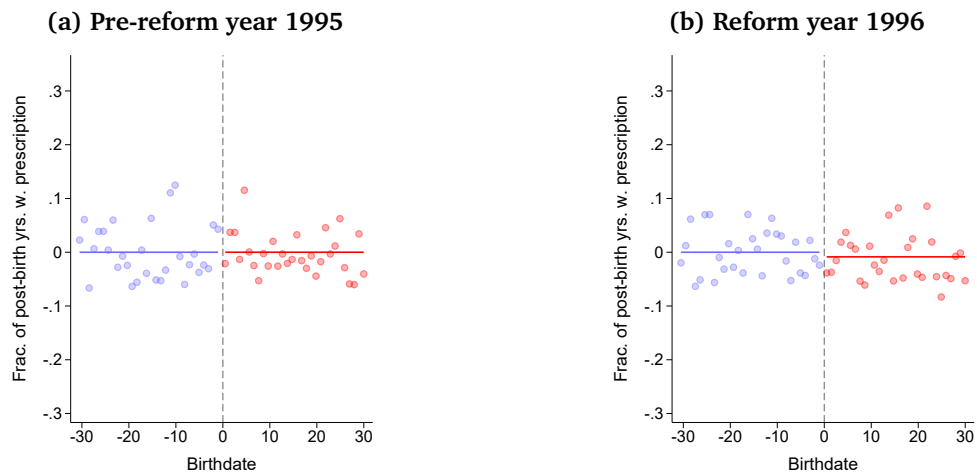 (a) Pre-reform year 1995
Frac. of post-birth yrs. w. prescription
.3
.2
.1
0
-.1
-.2
-.3
-30 -20 -10 0 10 20 30
Birthdate
(b) Reform year 1996
Frac. of post-birth yrs. w. prescription
.3
.2
.1
0
-.1
-.2
-.3
-30 -20 -10 0 10 20 30
Birthdate